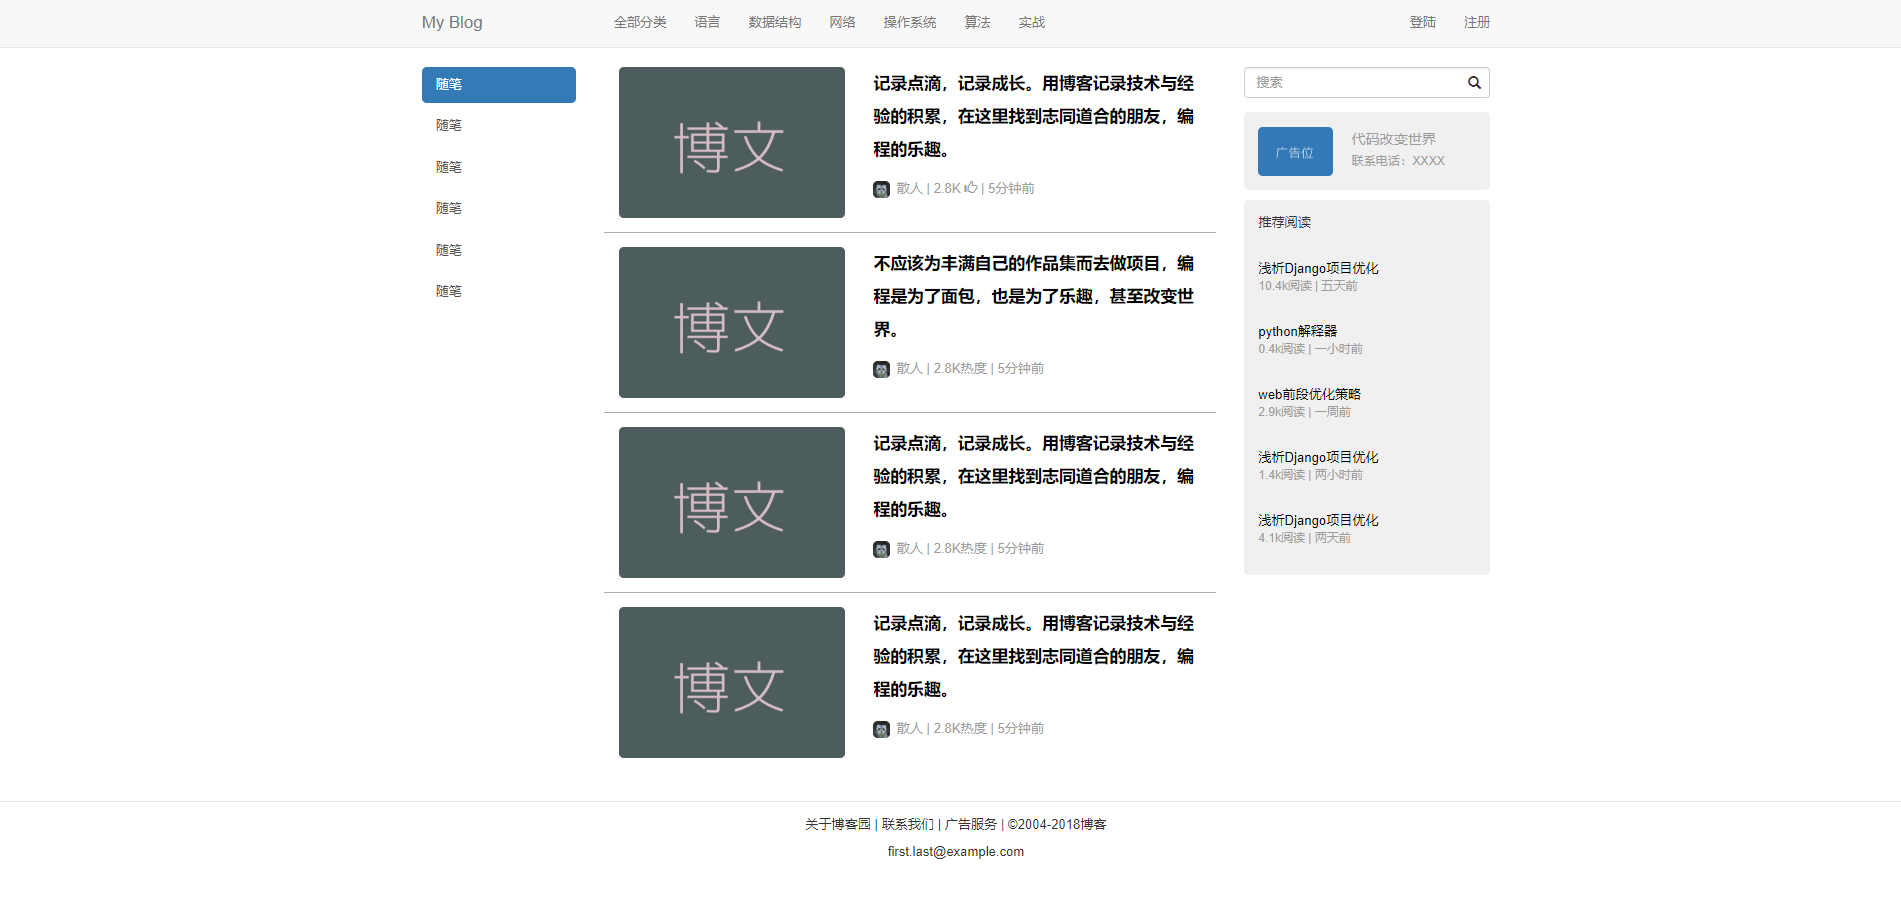 My Blog 全部分类 语言 数据结构 网络 操作系统 算法 实战 登陆 注册
随笔
随笔
随笔
随笔
随笔
随笔
博文
记录点滴，记录成长。用博客记录技术与经
验的积累，在这里找到志同道合的朋友，编
程的乐趣。
散人 | 2.8K | 5分钟前
博文
不应该为丰满自己的作品集而去做项目，编
程是为了面包，也是为了乐趣，甚至改变世
界。
散人 | 2.8K热度 | 5分钟前
博文
记录点滴，记录成长。用博客记录技术与经
验的积累，在这里找到志同道合的朋友，编
程的乐趣。
散人 | 2.8K热度 | 5分钟前
博文
记录点滴，记录成长。用博客记录技术与经
验的积累，在这里找到志同道合的朋友，编
程的乐趣。
散人 | 2.8K热度 | 5分钟前
搜索
广告位
代码改变世界
联系电话：XXXX
推荐阅读
浅析Django项目优化
10.4k阅读 | 五天前
python解释器
0.4k阅读 | 一小时前
web前段优化策略
2.9k阅读 | 一周前
浅析Django项目优化
1.4k阅读 | 两小时前
浅析Django项目优化
4.1k阅读 | 两天前
关于博客园 | 联系我们 | 广告服务 | ©2004-2018博客
first.last@example.com